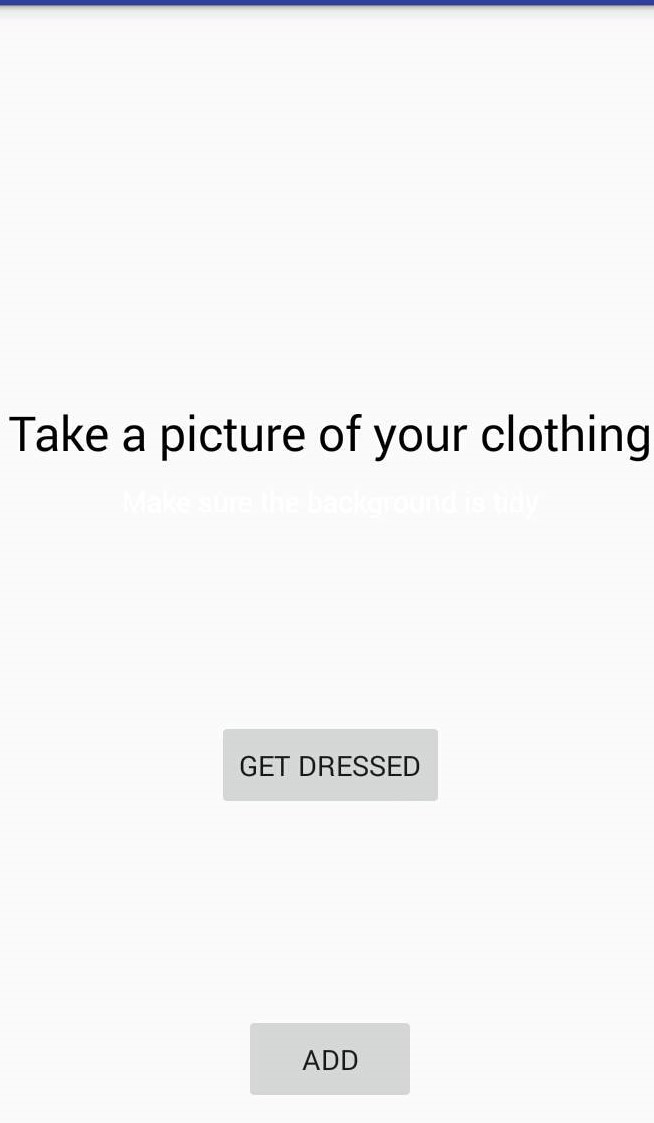 Take a picture of your clothing
Make sure the background is tidy
GET DRESSED
ADD